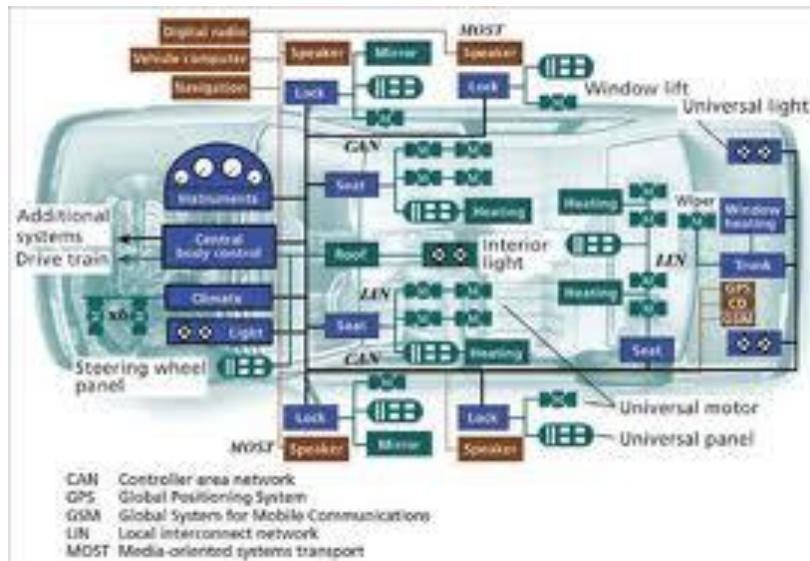 Digital radio
MOST
Speaker
Mirror
Speaker
Vehicle computer
Navigation
Lock
Lock
Window lift
Universal light
CAN
Instruments
Seat
Heating
Heating
Wiper
Window heating
Additional systems
Central body control
Drive train
Roof
Interior light
LIN
Trunk
Climate
LIN
Heating
GPS
CD
GSM
x6
Light
Seat
Heating
Seat
CAN
Steering wheel panel
Lock
Lock
Universal motor
MOST
Speaker
Mirror
Speaker
Universal panel
CAN Controller area network
GPS Global Positioning System
GSM Global System for Mobile Communications
LIN Local interconnect network
MOST Media-oriented systems transport